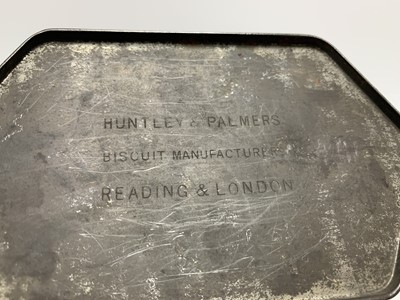 HUNTLEY & PALMERS
BISCUIT MANUFACTURERS
READING & LONDON